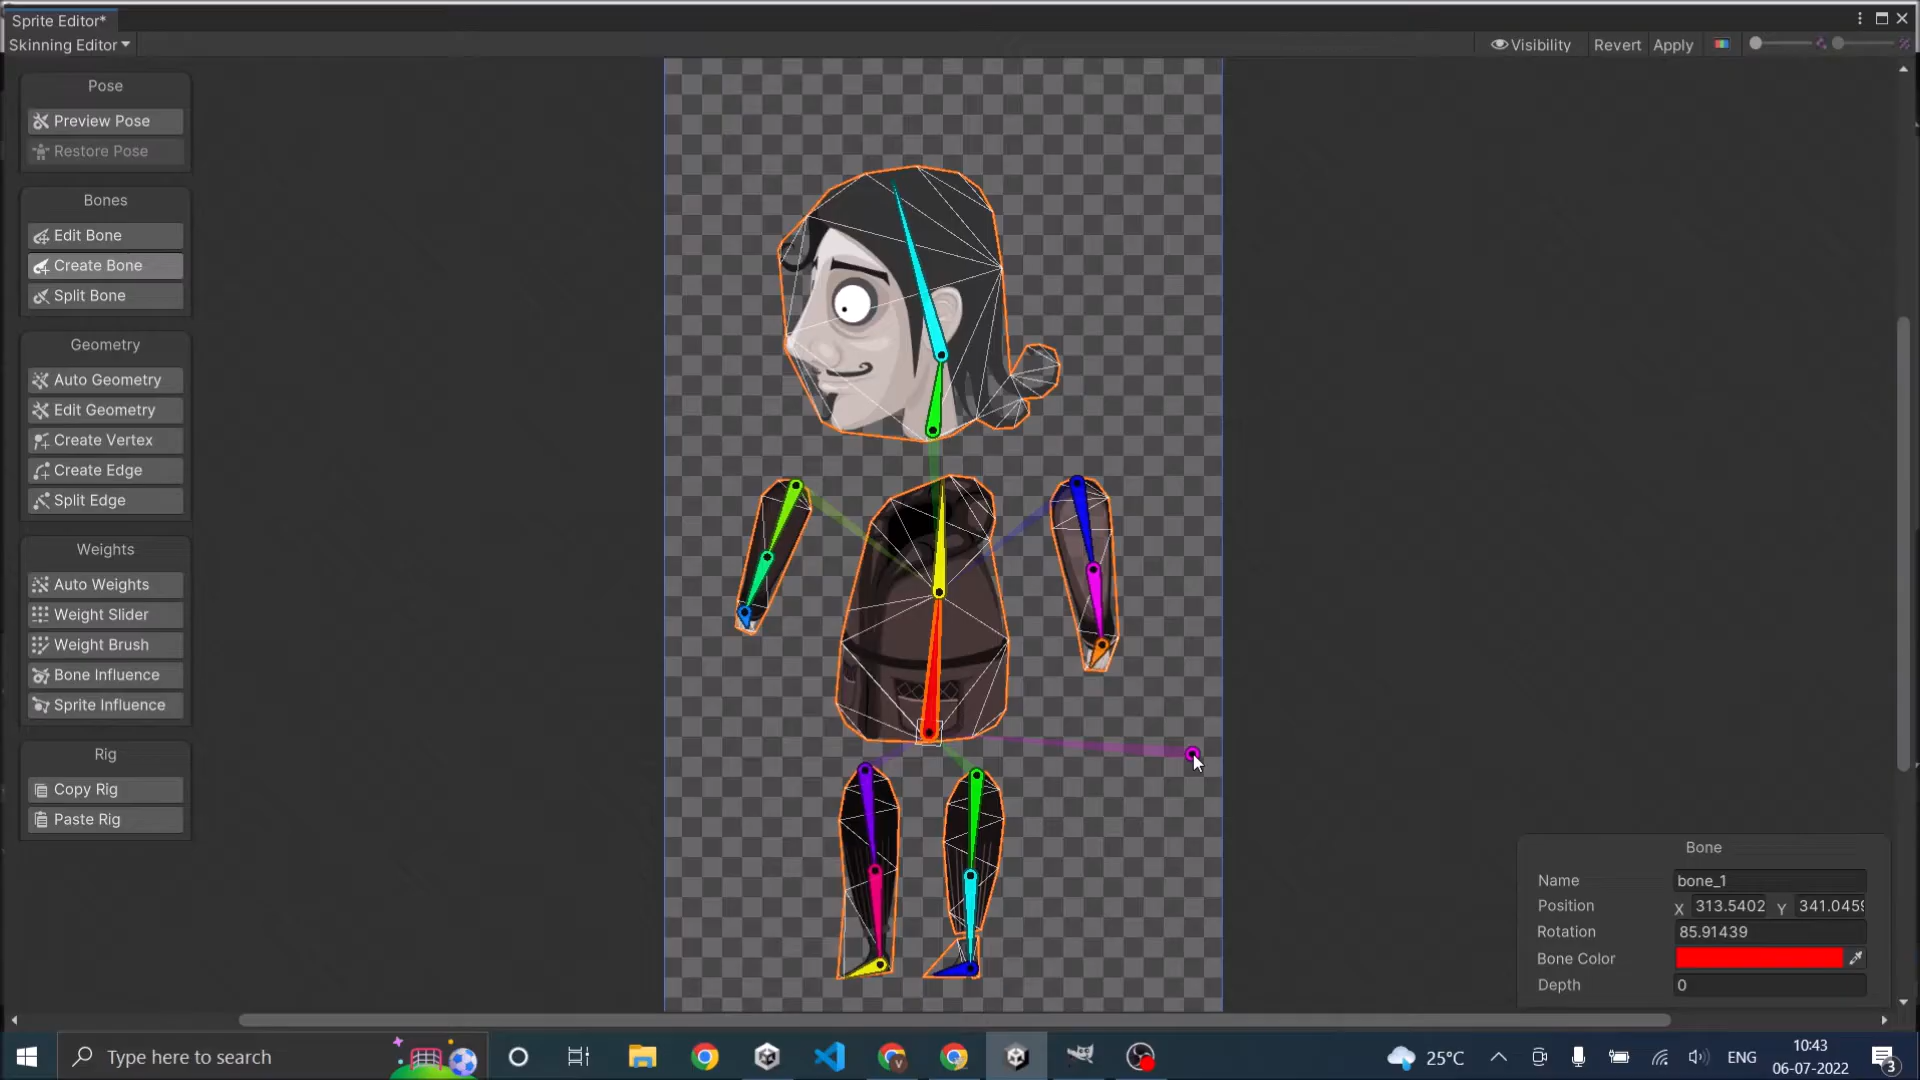 Sprite Editor*
Skinning Editor
Visibility
Revert
Apply
Pose
Preview Pose
Restore Pose
Bones
Edit Bone
Create Bone
Split Bone
Geometry
Auto Geometry
Edit Geometry
Create Vertex
Create Edge
Split Edge
Weights
Auto Weights
Weight Slider
Weight Brush
Bone Influence
Sprite Influence
Rig
Copy Rig
Paste Rig
Bone
Name bone_1
Position X 313.5402 Y 341.0459
Rotation 85.91439
Bone Color
Depth 0
Type here to search
25°C
ENG
10:43
06-07-2022
3